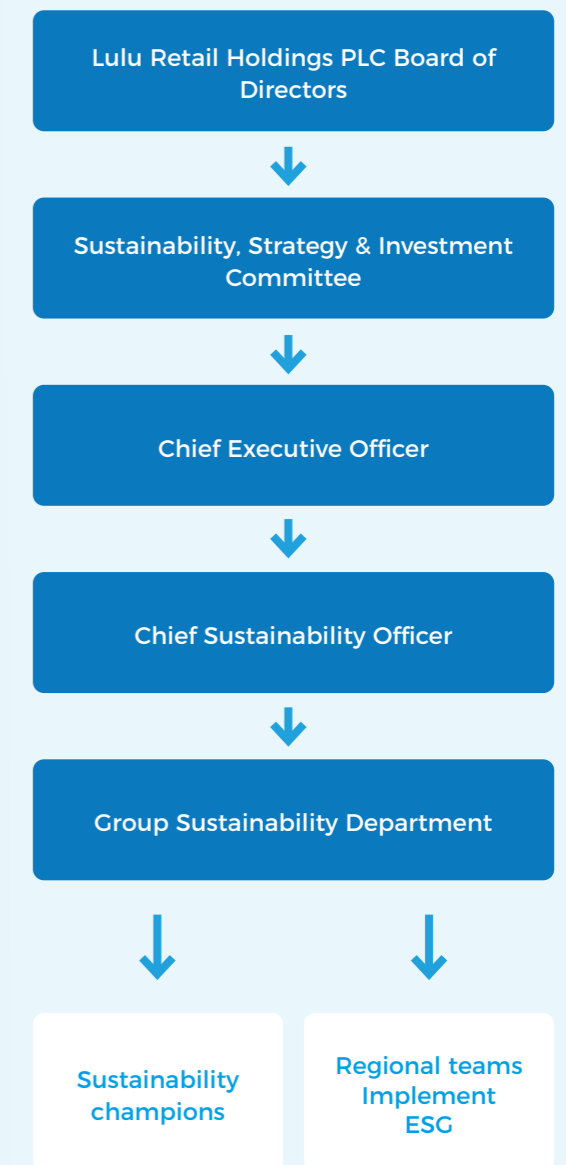 Lulu Retail Holdings PLC Board of
Directors
Sustainability, Strategy & Investment
Committee
Chief Executive Officer
Chief Sustainability Officer
Group Sustainability Department
Sustainability
champions
Regional teams
Implement
ESG